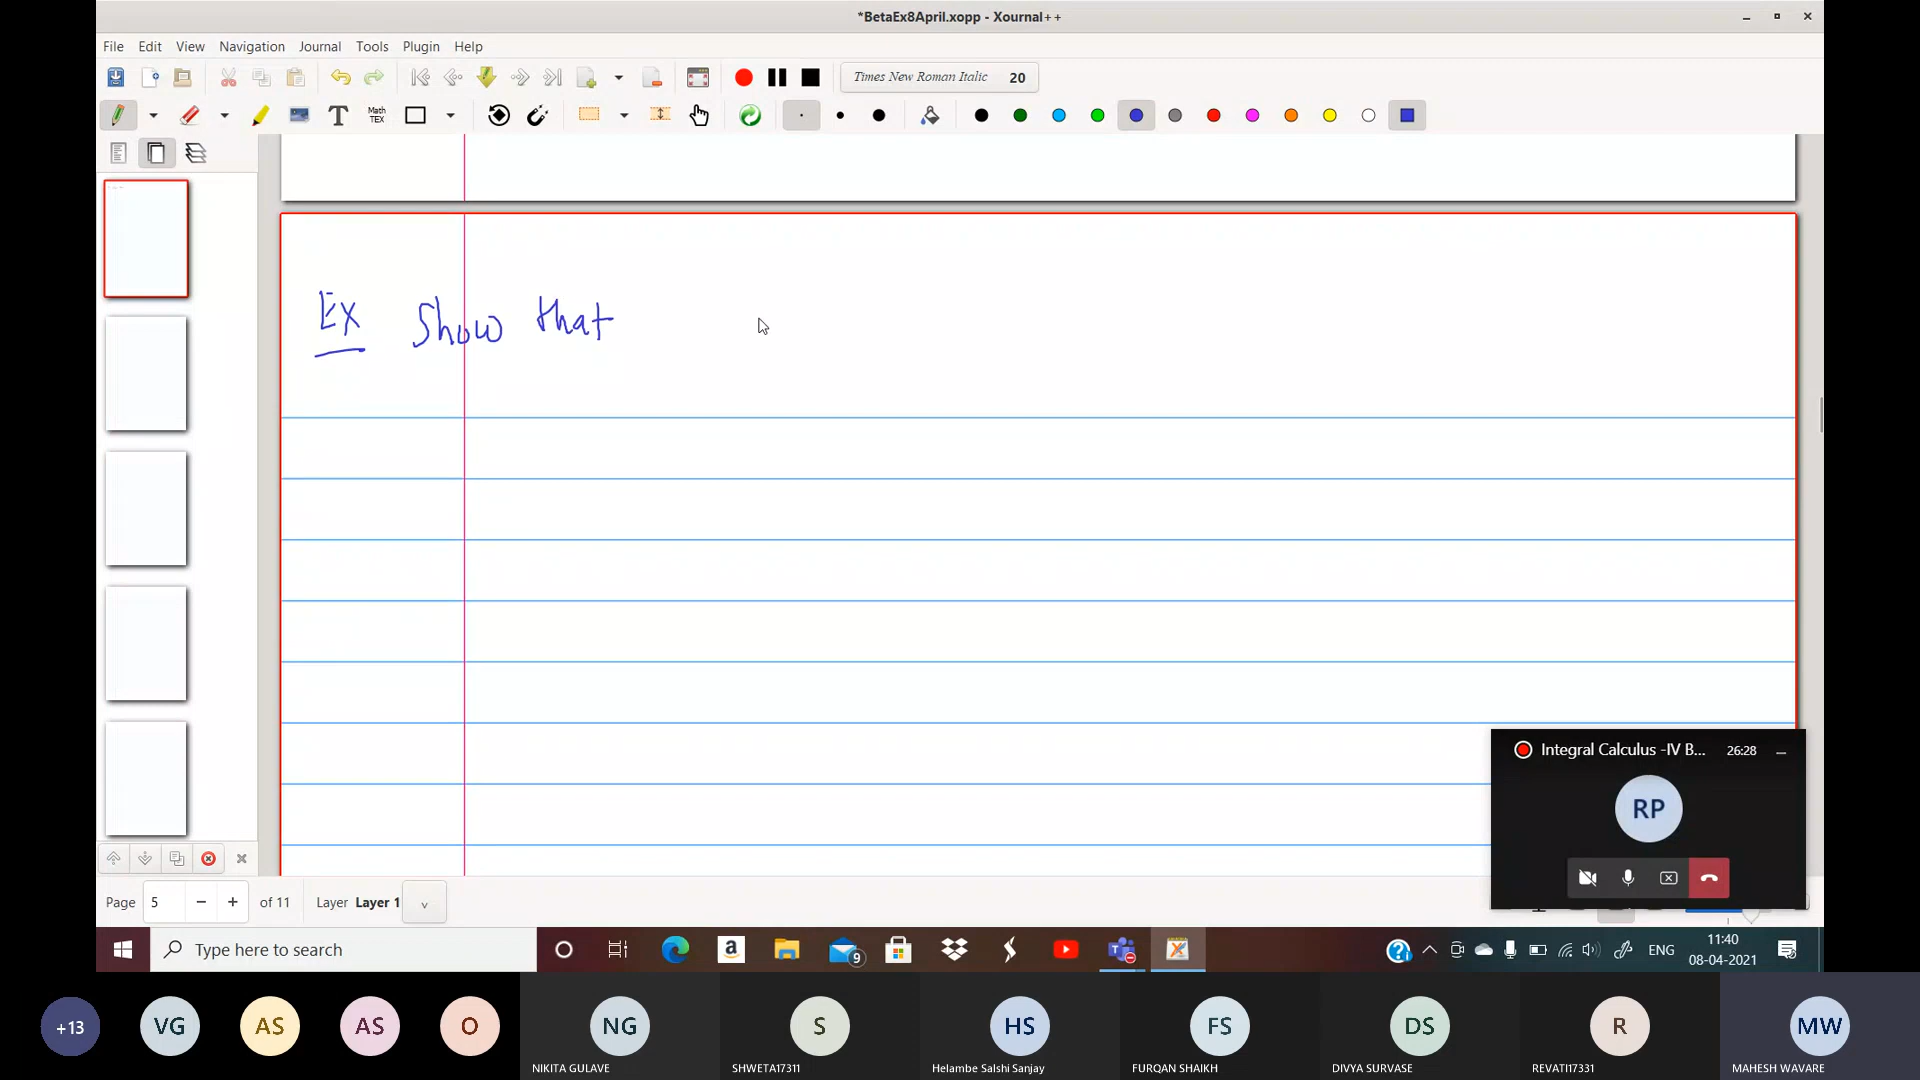 *BetaEx8April.xopp - Xournal++
File Edit View Navigation Journal Tools Plugin Help
Times New Roman Italic 20
T Math TEX
Ex Show that
Integral Calculus -IV B... 26:28
RP
Page 5 of 11 Layer Layer 1
Type here to search
a
9
ENG
11:40
08-04-2021
+13 VG AS AS O NG S HS FS DS R MW
NIKITA GULAVE SHWETA17311 Helambe Salshi Sanjay FURQAN SHAIKH DIVYA SURVASE REVATI17331 MAHESH WAVARE